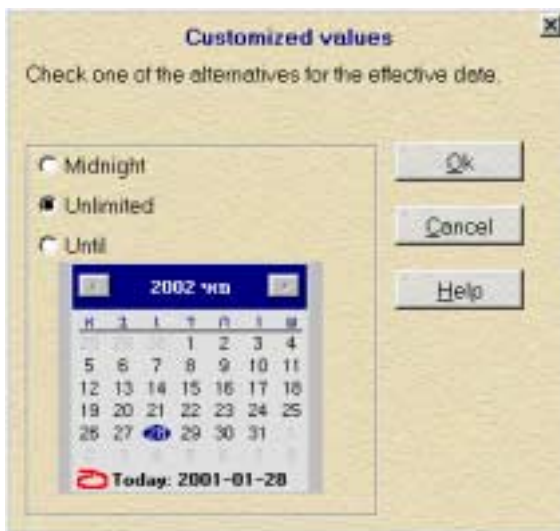 Customized values
Check one of the alternatives for the effective date.
Midnight
Unlimited
Until
מאי 2002
א ב ג ד ה ו ש
1 2 3 4
5 6 7 8 9 10 11
12 13 14 15 16 17 18
19 20 21 22 23 24 25
26 27 28 29 30 31
Today: 2001-01-28
Ok
Cancel
Help